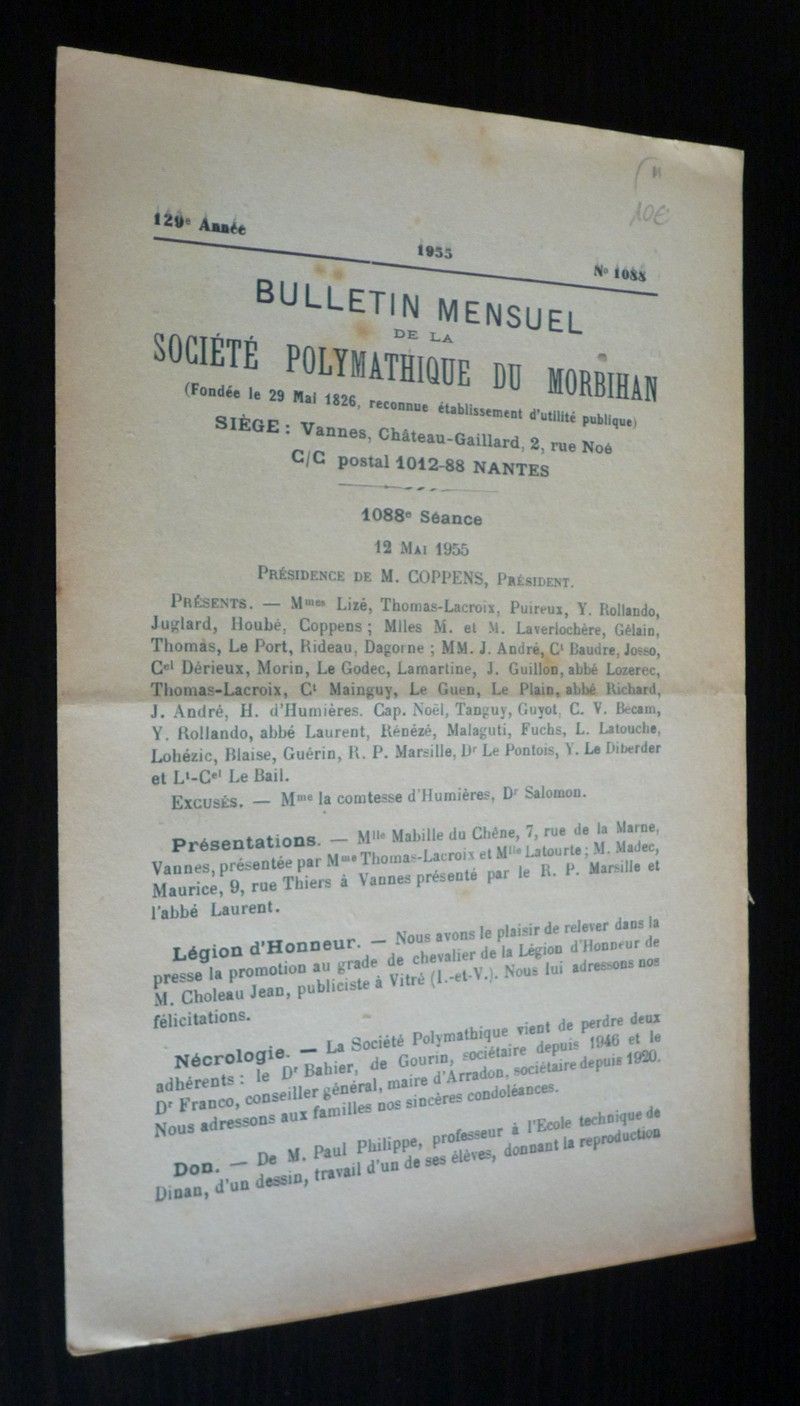 10€
129e Année
1955
No 1088
BULLETIN MENSUEL
DE LA
SOCIÉTÉ POLYMATHIQUE DU MORBIHAN
(Fondée le 29 Mai 1826, reconnue établissement d'utilité publique)
SIÈGE : Vannes, Château-Gaillard, 2, rue Noé
C/C postal 1012-88 NANTES
1088e Séance
12 MAI 1955
PRÉSIDENCE DE M. COPPENS, PRÉSIDENT.
PRÉSENTS. — Mmes Lizé, Thomas-Lacroix, Puireux, Y. Rollando,
Juglard, Houbé, Coppens ; Mlles M. et M. Laveriochère, Gélain,
Thomas, Le Port, Rideau, Dagorne ; MM. J. André, Ct Baudre, Josso,
Cel Dérieux, Morin, Le Godec, Lamartine, J. Guillon, abbé Lozerec,
Thomas-Lacroix, Ct Mainguy, Le Guen, Le Plain, abbé Richard,
J. André, H. d'Humières. Cap. Noël, Tanguy, Guyot, C. V. Becam,
Y. Rollando, abbé Laurent, Rénézé, Malaguti, Fuchs, L. Latouche,
Lohézic, Blaise, Guérin, R. P. Marsille, Dr Le Pontois, Y. Le Diberder
et Lt-Cel Le Bail.
EXCUSÉS. — Mme la comtesse d'Humières, Dr Salomon.
Présentations. — Mlle Mabille du Chêne, 7, rue de la Marne,
Vannes, présentée par Mme Thomas-Lacroix et Mlle Latourte ; M. Madec,
Maurice, 9, rue Thiers à Vannes présenté par le R. P. Marsille et
l'abbé Laurent.
Légion d'Honneur. — Nous avons le plaisir de relever dans la
presse la promotion au grade de chevalier de la Légion d'Honneur de
M. Choleau Jean, publiciste à Vitré (I.-et-V.). Nous lui adressons nos
félicitations.
Nécrologie. — La Société Polymathique vient de perdre deux
adhérents : le Dr Bahier, de Gourin, sociétaire depuis 1946 et le
Dr Franco, conseiller général, maire d'Arradon, sociétaire depuis 1920.
Nous adressons aux familles nos sincères condoléances.
Don. — De M. Paul Philippe, professeur à l'Ecole technique de
Dinan, d'un dessin, travail d'un de ses élèves, donnant la reproduction